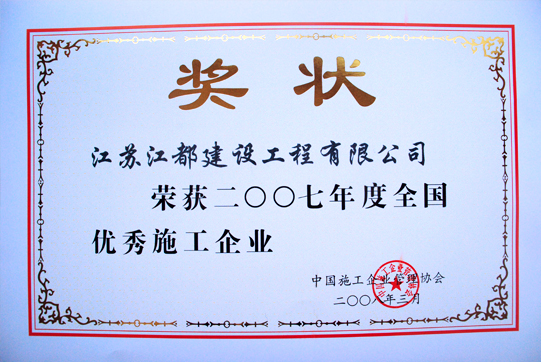 奖状
江苏江都建设工程有限公司
荣获二〇〇七年度全国
优秀施工企业
中国施工企业管理协会
二〇〇八年三月